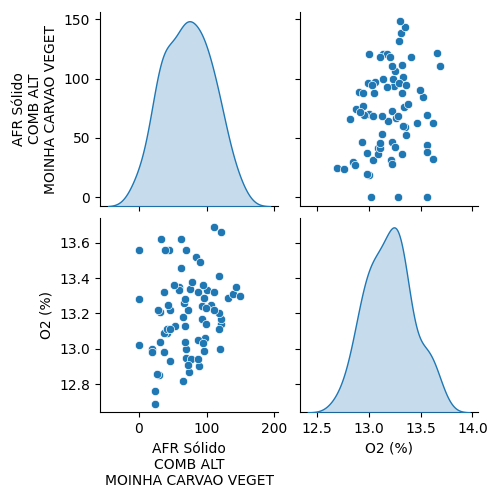 150
100
50
0
AFR Sólido
COMB ALT
MOINHA CARVAO VEGET
13.6
13.4
13.2
13.0
12.8
O2 (%)
0
100
200
AFR Sólido
COMB ALT
MOINHA CARVAO VEGET
12.5
13.0
13.5
14.0
O2 (%)